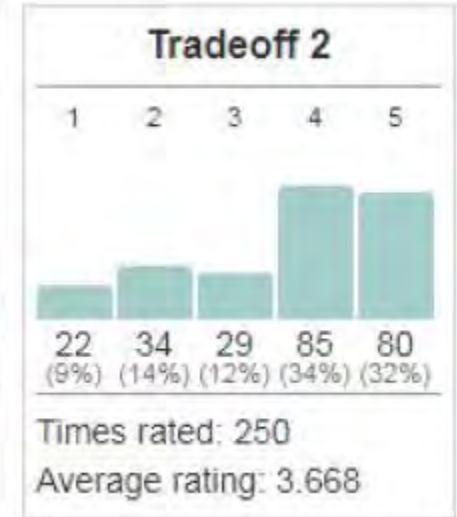 Tradeoff 2
1 2 3 4 5
22 34 29 85 80
(9%) (14%) (12%) (34%) (32%)
Times rated: 250
Average rating: 3.668